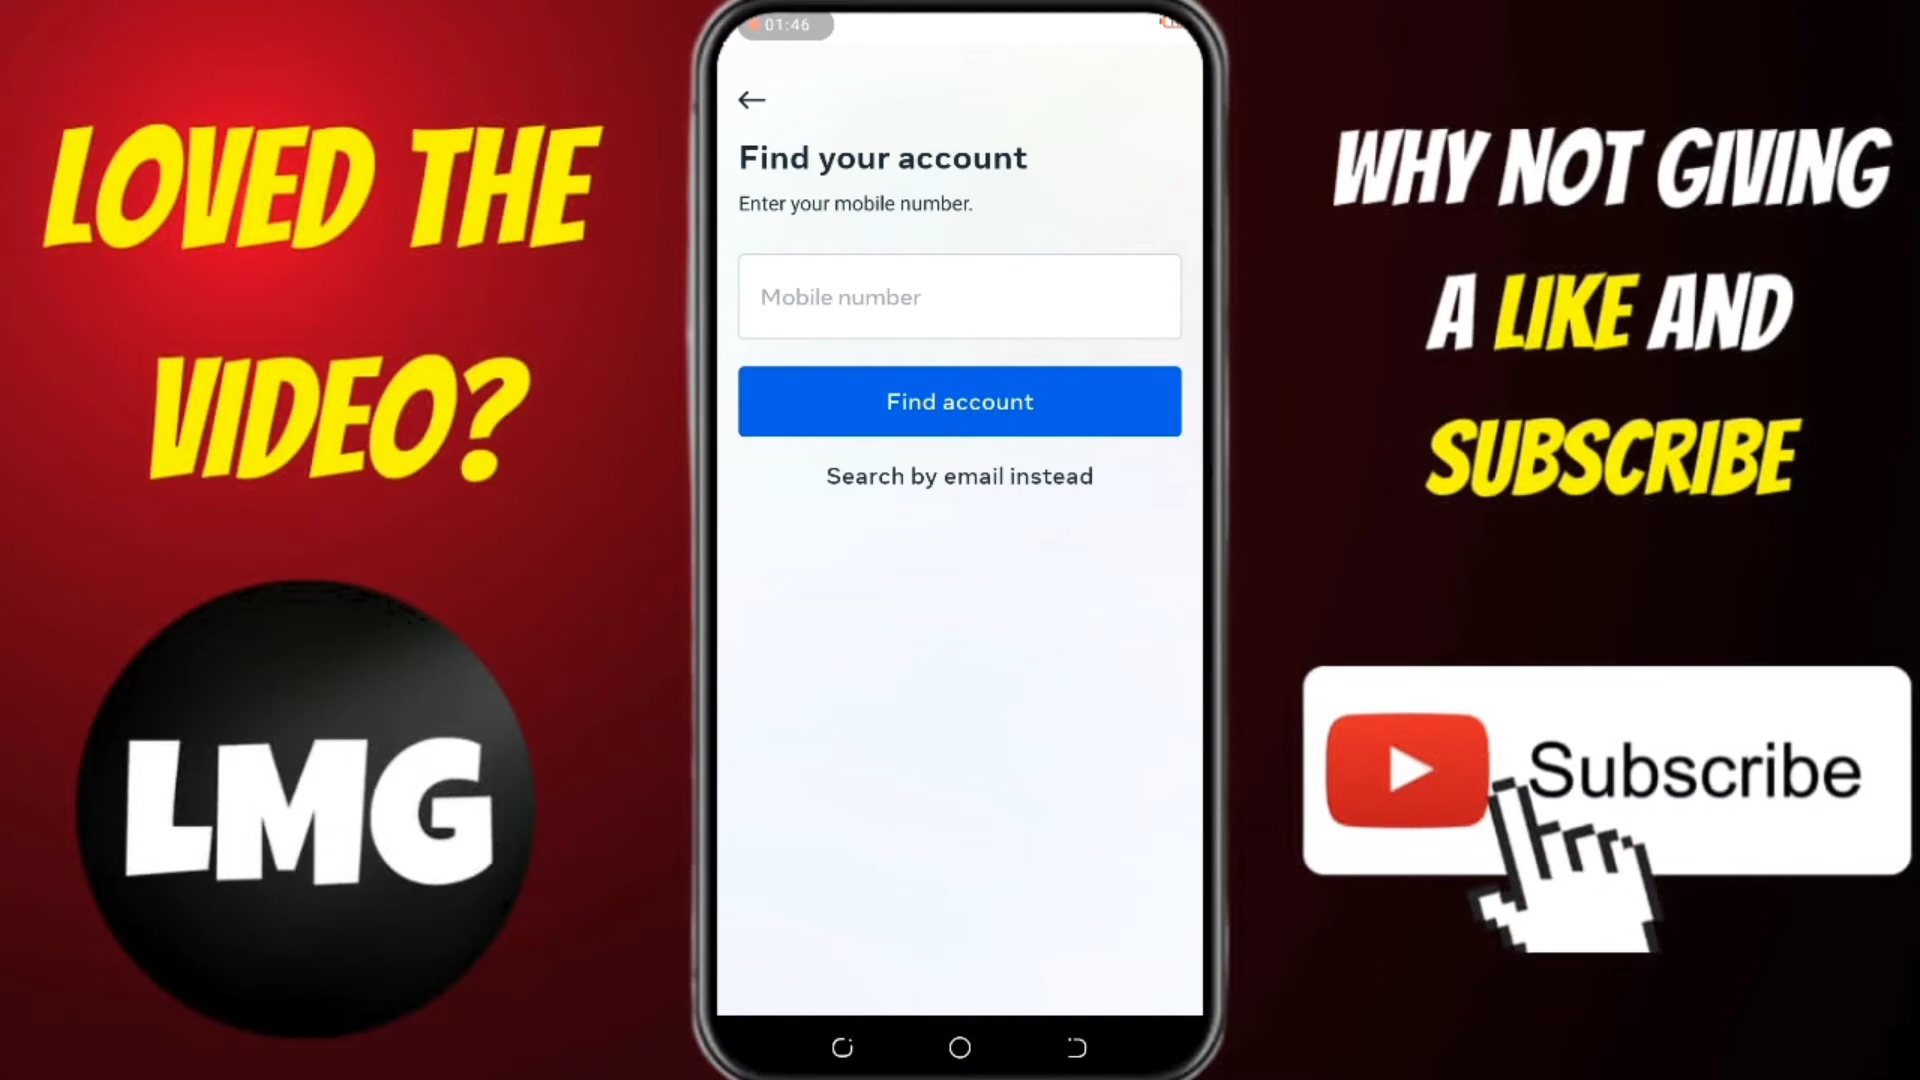 LOVED THE
VIDEO?
LMG
01:46
Find your account
Enter your mobile number.
Mobile number
Find account
Search by email instead
WHY NOT GIVING
A LIKE AND
SUBSCRIBE
Subscribe